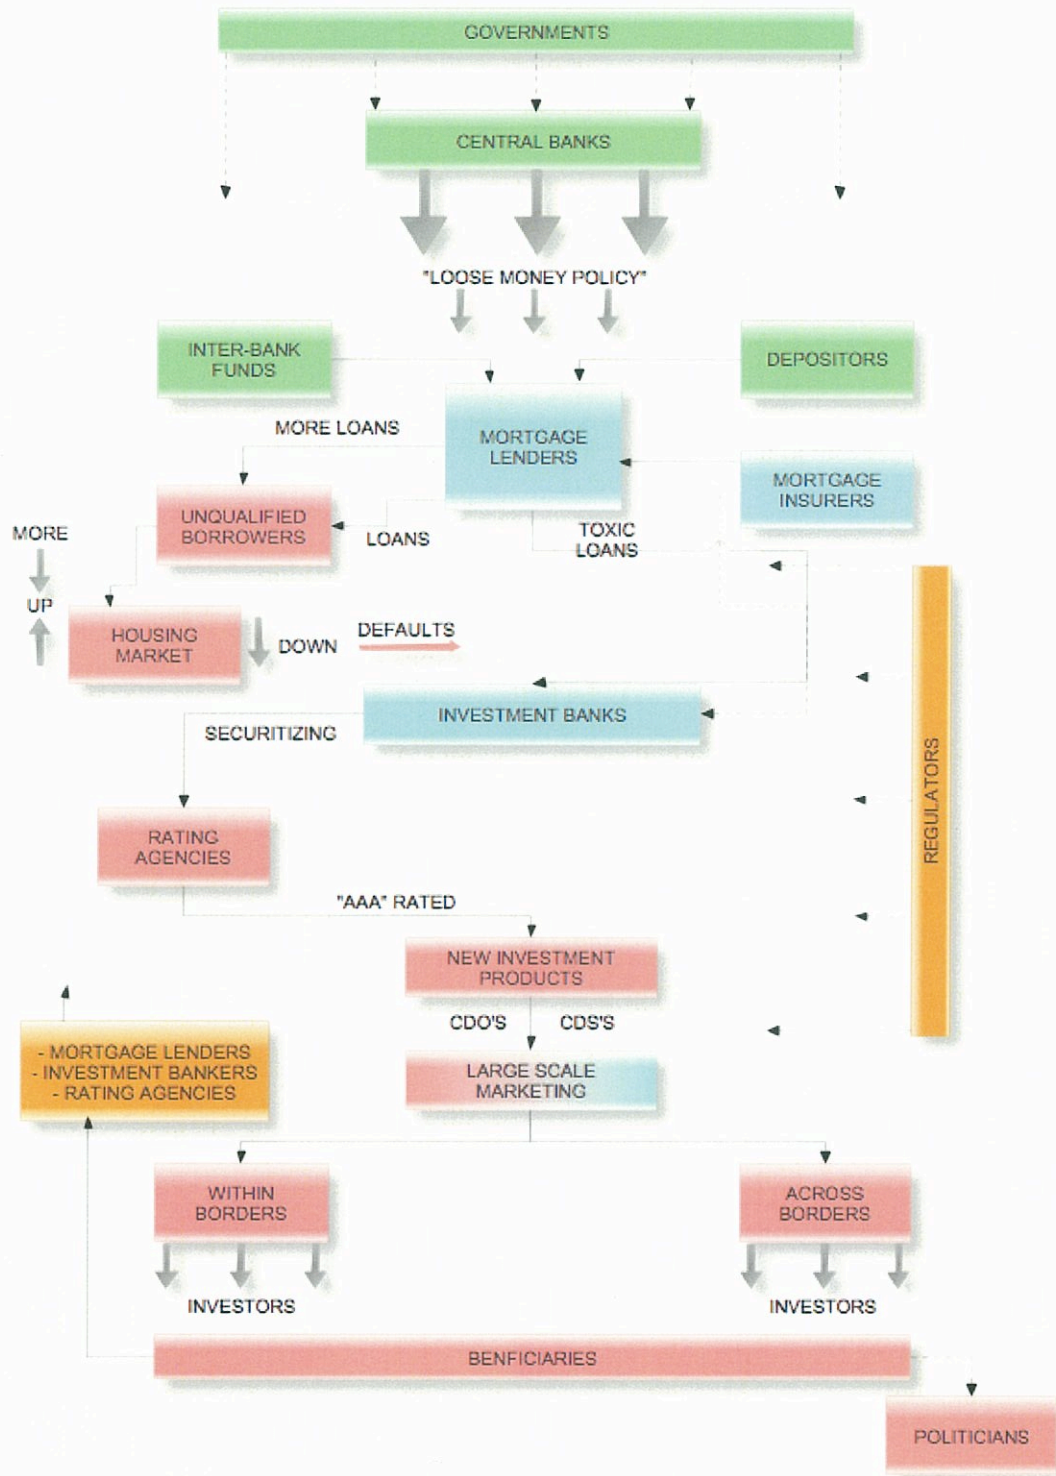 GOVERNMENTS
CENTRAL BANKS
"LOOSE MONEY POLICY"
INTER-BANK
FUNDS
DEPOSITORS
MORE LOANS
MORTGAGE
LENDERS
MORTGAGE
INSURERS
UNQUALIFIED
BORROWERS
LOANS
TOXIC
LOANS
MORE
UP
HOUSING
MARKET
DOWN
DEFAULTS
INVESTMENT BANKS
SECURITIZING
REGULATORS
RATING
AGENCIES
"AAA" RATED
NEW INVESTMENT
PRODUCTS
CDO'S
CDS'S
- MORTGAGE LENDERS
- INVESTMENT BANKERS
- RATING AGENCIES
LARGE SCALE
MARKETING
WITHIN
BORDERS
ACROSS
BORDERS
INVESTORS
INVESTORS
BENFICIARIES
POLITICIANS